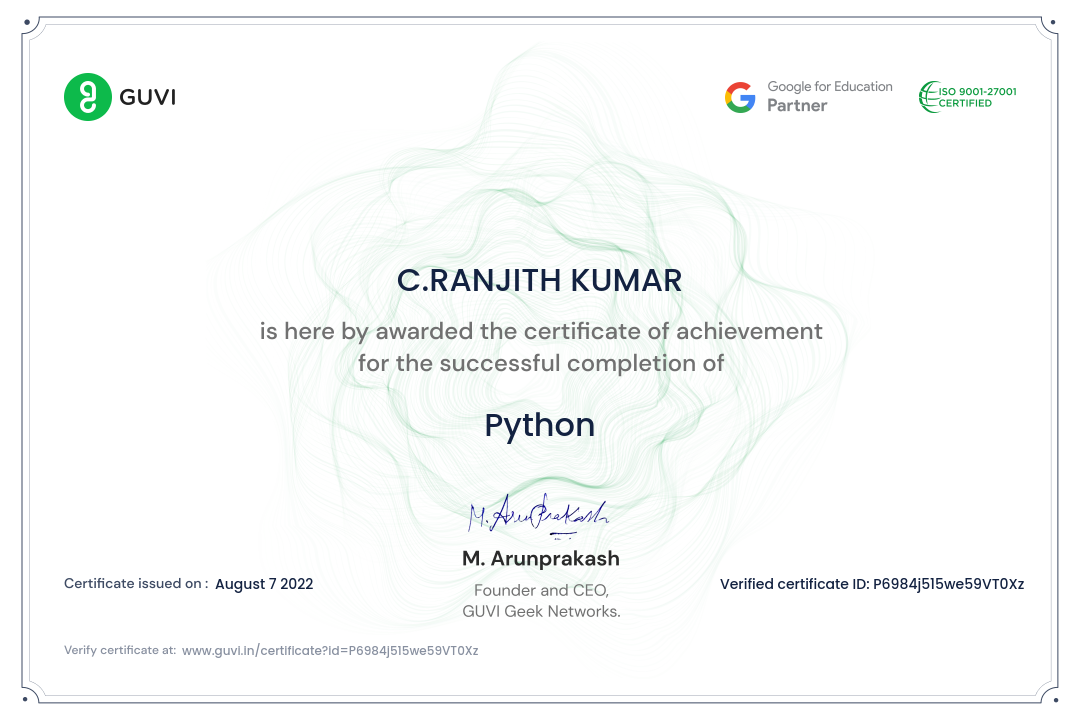 GUVI
Google for Education
Partner
ISO 9001-27001
CERTIFIED
C.RANJITH KUMAR
is here by awarded the certificate of achievement
for the successful completion of
Python
M. Arunprakash
M. Arunprakash
Founder and CEO,
GUVI Geek Networks.
Certificate issued on : August 7 2022
Verified certificate ID: P6984j515we59VT0Xz
Verify certificate at: www.guvi.in/certificate?id=P6984j515we59VT0Xz